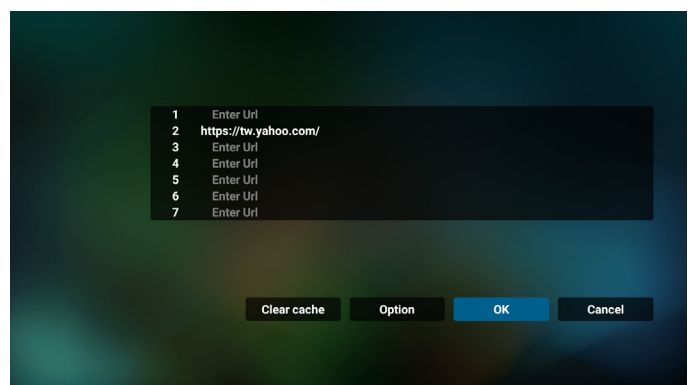 1 Enter Url
2 https://tw.yahoo.com/
3 Enter Url
4 Enter Url
5 Enter Url
6 Enter Url
7 Enter Url
Clear cache Option OK Cancel